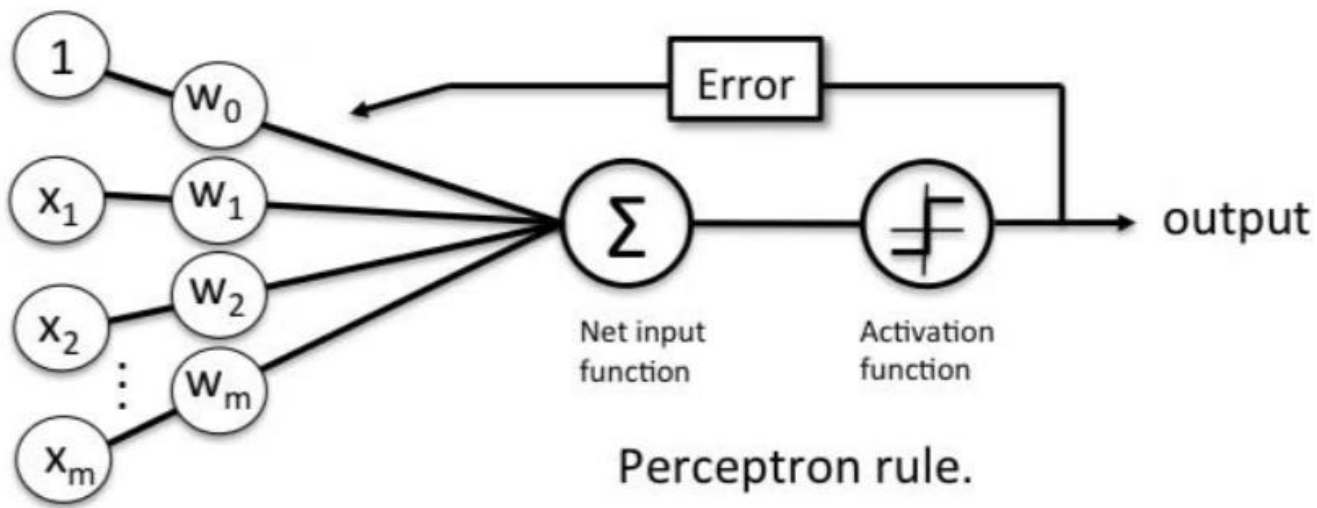 1
w₀
Error
x₁
w₁
Σ
output
x₂
w₂
⋮
wₘ
xₘ
Net input
function
Activation
function
Perceptron rule.